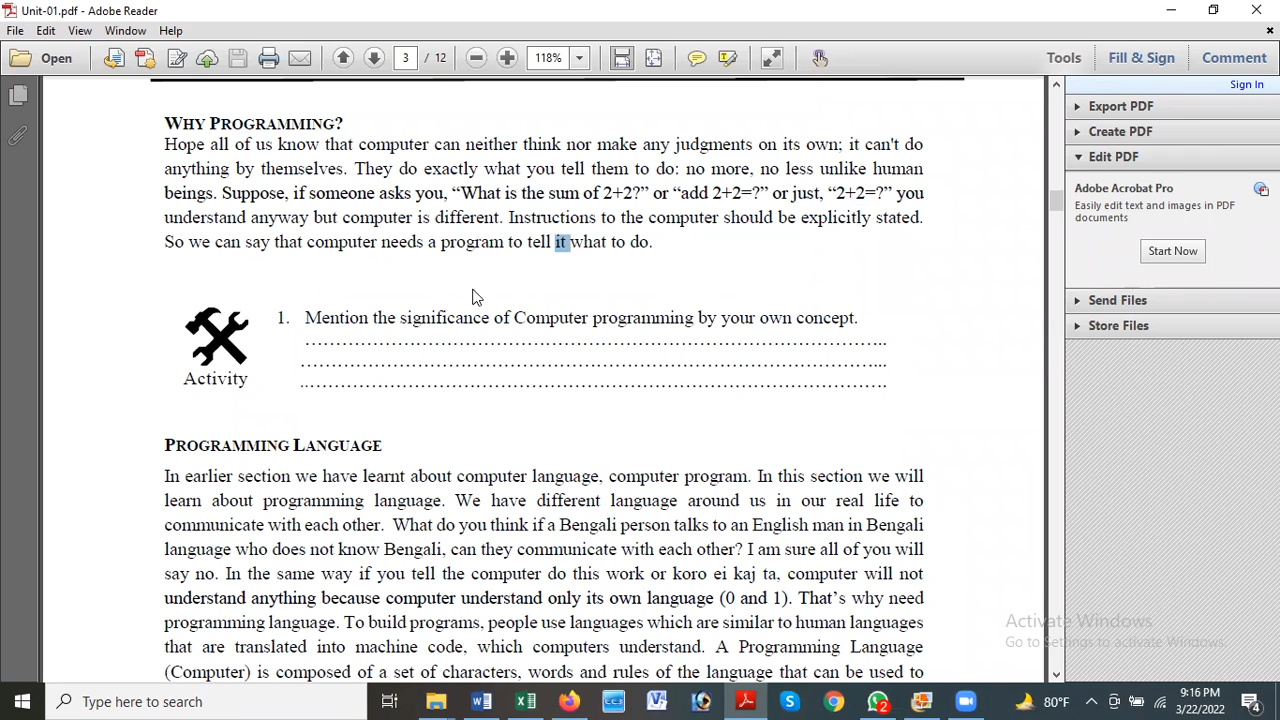 Unit-01.pdf - Adobe Reader
File Edit View Window Help
Open 3 / 12 118% Tools Fill & Sign Comment
Sign In
Export PDF
Create PDF
Edit PDF
Adobe Acrobat Pro
Easily edit text and images in PDF
documents
Start Now
Send Files
Store Files
WHY PROGRAMMING?
Hope all of us know that computer can neither think nor make any judgments on its own; it can't do
anything by themselves. They do exactly what you tell them to do: no more, no less unlike human
beings. Suppose, if someone asks you, “What is the sum of 2+2?” or “add 2+2=?” or just, “2+2=?” you
understand anyway but computer is different. Instructions to the computer should be explicitly stated.
So we can say that computer needs a program to tell it what to do.
1. Mention the significance of Computer programming by your own concept.
………………………………………………………………………………...
………………………………………………………………………………...
.……………………………………………………………………………….
Activity
PROGRAMMING LANGUAGE
In earlier section we have learnt about computer language, computer program. In this section we will
learn about programming language. We have different language around us in our real life to
communicate with each other. What do you think if a Bengali person talks to an English man in Bengali
language who does not know Bengali, can they communicate with each other? I am sure all of you will
say no. In the same way if you tell the computer do this work or koro ei kaj ta, computer will not
understand anything because computer understand only its own language (0 and 1). That’s why need
programming language. To build programs, people use languages which are similar to human languages
that are translated into machine code, which computers understand. A Programming Language
(Computer) is composed of a set of characters, words and rules of the language that can be used to
Activate Windows
Go to Settings to activate Windows.
Type here to search
2
80°F
9:16 PM
3/22/2022
4